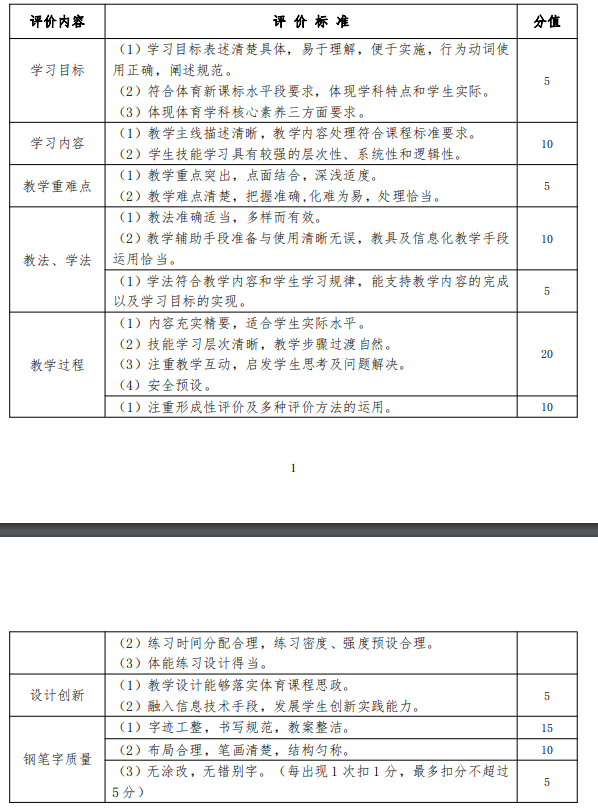 评价内容 评 价 标 准 分值
学习目标
(1)学习目标表述清楚具体，易于理解，便于实施，行为动词使
用正确，阐述规范。
(2)符合体育新课标水平段要求，体现学科特点和学生实际。
(3)体现体育学科核心素养三方面要求。
5
学习内容
(1)教学主线描述清晰，教学内容处理符合课程标准要求。
(2)学生技能学习具有较强的层次性、系统性和逻辑性。
10
教学重难点
(1)教学重点突出，点面结合，深浅适度。
(2)教学难点清楚，把握准确,化难为易，处理恰当。
5
教法、学法
(1)教法准确适当，多样而有效。
(2)教学辅助手段准备与使用清晰无误，教具及信息化教学手段
运用恰当。
10
(1)学法符合教学内容和学生学习规律，能支持教学内容的完成
以及学习目标的实现。
5
教学过程
(1)内容充实精要，适合学生实际水平。
(2)技能学习层次清晰，教学步骤过渡自然。
(3)注重教学互动，启发学生思考及问题解决。
(4)安全预设。
20
(1)注重形成性评价及多种评价方法的运用。
10
1
(2)练习时间分配合理，练习密度、强度预设合理。
(3)体能练习设计得当。
设计创新
(1)教学设计能够落实体育课程思政。
(2)融入信息技术手段，发展学生创新实践能力。
5
钢笔字质量
(1)字迹工整，书写规范，教案整洁。
15
(2)布局合理，笔画清楚，结构匀称。
10
(3)无涂改，无错别字。（每出现1次扣1分，最多扣分不超过
5分）
5